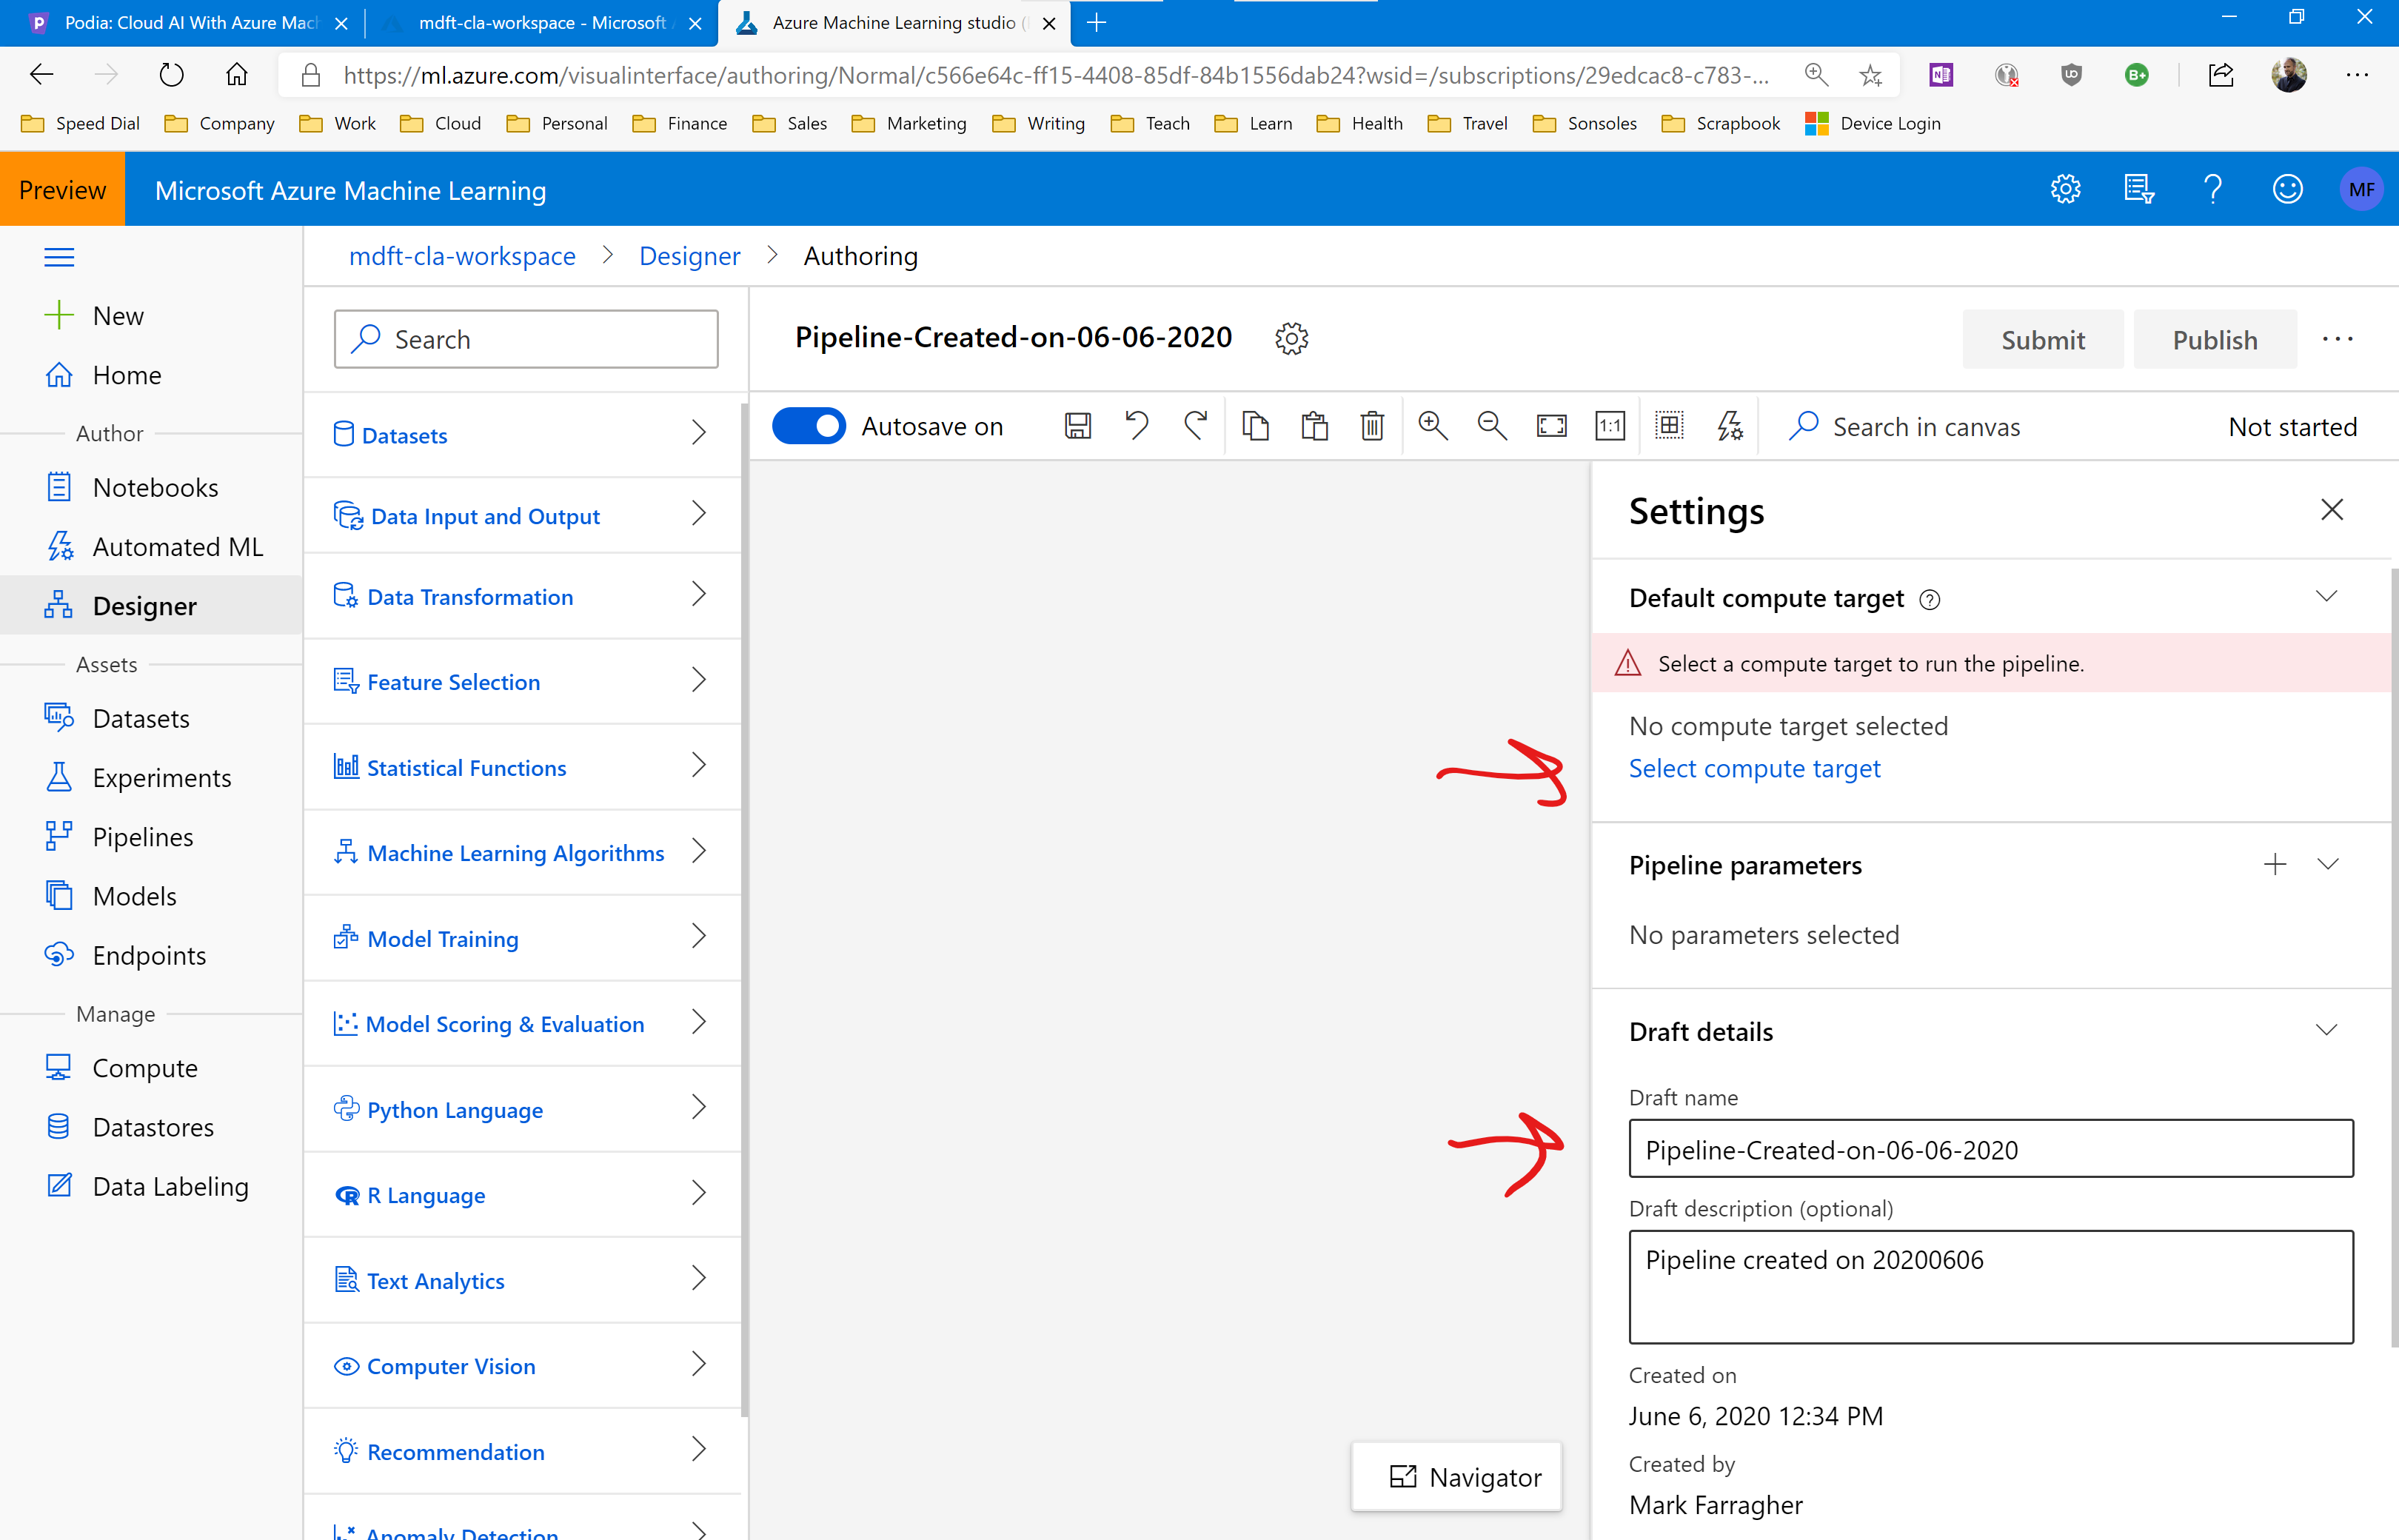 Podia: Cloud AI With Azure Mach
mdft-cla-workspace - Microsoft A
Azure Machine Learning studio (
https://ml.azure.com/visualinterface/authoring/Normal/c566e64c-ff15-4408-85df-84b1556dab24?wsid=/subscriptions/29edcac8-c783-...
Speed Dial Company Work Cloud Personal Finance Sales Marketing Writing Teach Learn Health Travel Sonsoles Scrapbook Device Login
Preview Microsoft Azure Machine Learning MF
mdft-cla-workspace > Designer > Authoring
New
Home
Author
Notebooks
Automated ML
Designer
Assets
Datasets
Experiments
Pipelines
Models
Endpoints
Manage
Compute
Datastores
Data Labeling
Search
Datasets
Data Input and Output
Data Transformation
Feature Selection
Statistical Functions
Machine Learning Algorithms
Model Training
Model Scoring & Evaluation
Python Language
R Language
Text Analytics
Computer Vision
Recommendation
Anomaly Detection
Pipeline-Created-on-06-06-2020
Submit Publish
Autosave on 1:1 Search in canvas Not started
Navigator
Settings
Default compute target
Select a compute target to run the pipeline.
No compute target selected
Select compute target
Pipeline parameters
No parameters selected
Draft details
Draft name
Pipeline-Created-on-06-06-2020
Draft description (optional)
Pipeline created on 20200606
Created on
June 6, 2020 12:34 PM
Created by
Mark Farragher